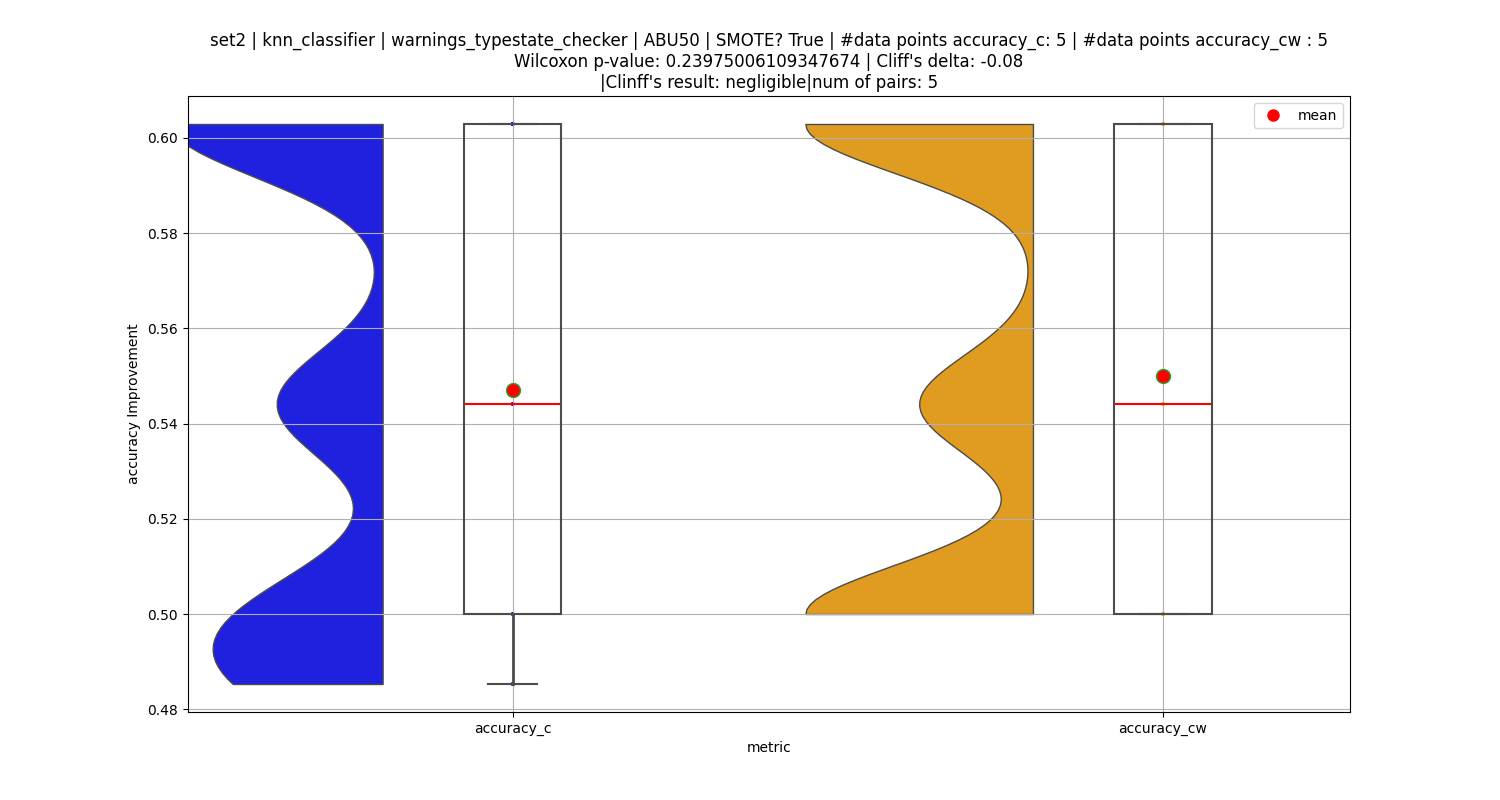 set2 | knn_classifier | warnings_typestate_checker | ABU50 | SMOTE? True | #data points accuracy_c: 5 | #data points accuracy_cw : 5
Wilcoxon p-value: 0.23975006109347674 | Cliff's delta: -0.08
|Clinff's result: negligible|num of pairs: 5
mean
0.60
0.58
0.56
0.54
0.52
0.50
0.48
accuracy Improvement
accuracy_c
accuracy_cw
metric